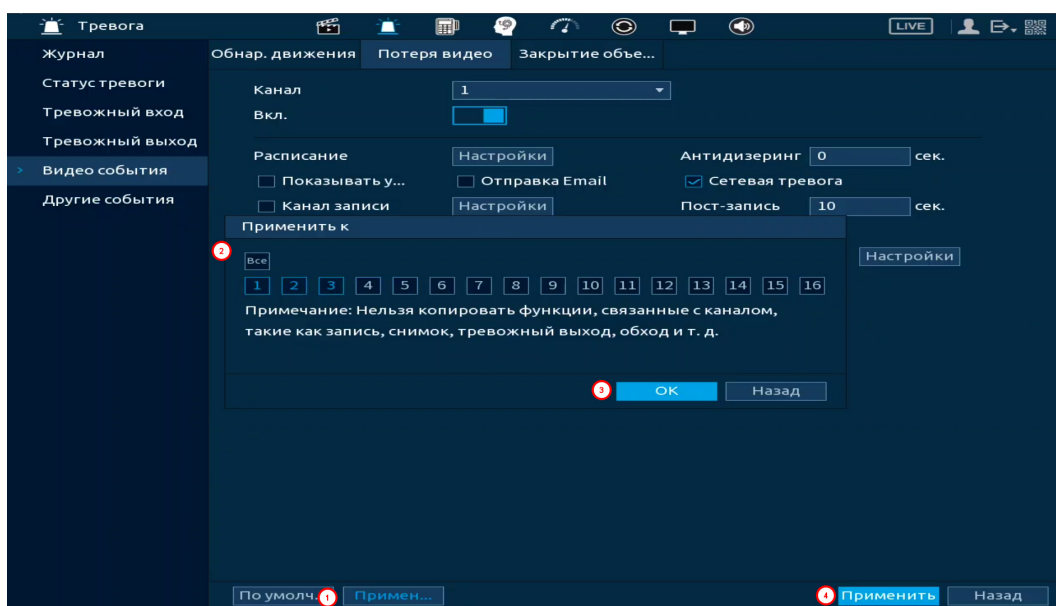 Тревога
LIVE
Журнал
Обнар. движения Потеря видео Закрытие объе...
Статус тревоги
Канал 1
Тревожный вход
Вкл.
Тревожный выход
Расписание Настройки Антидизеринг 0 сек.
Видео события
Показывать у... Отправка Email Сетевая тревога
Другие события
Канал записи Настройки Пост-запись 10 сек.
Применить к
2
Все
Настройки
1 2 3 4 5 6 7 8 9 10 11 12 13 14 15 16
Примечание: Нельзя копировать функции, связанные с каналом,
такие как запись, снимок, тревожный выход, обход и т. д.
3 OK Назад
По умолч. 1 Примен... 4 Применить Назад